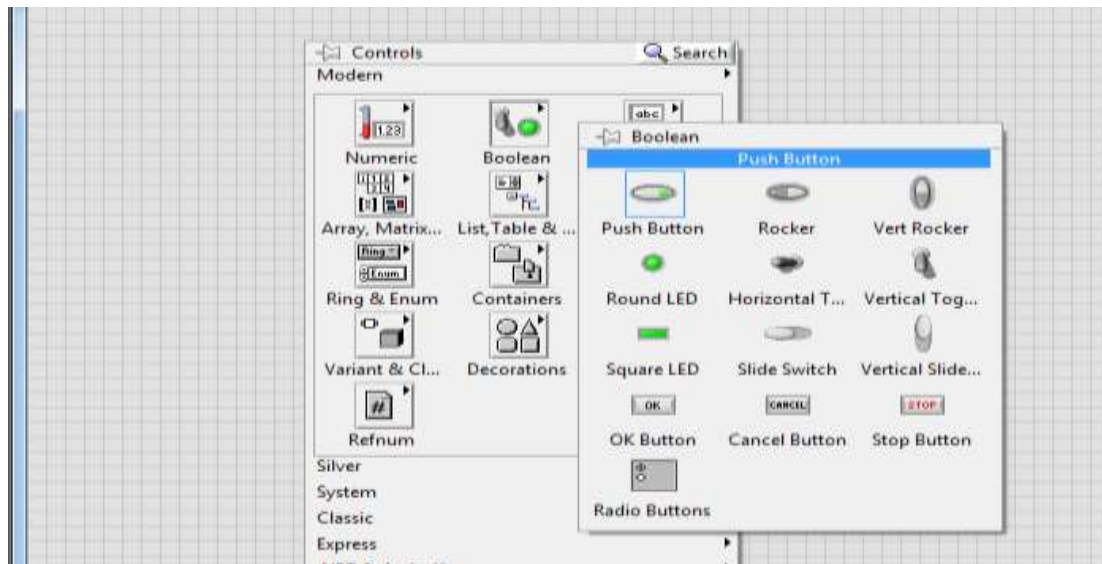 Controls
Search
Modern
1.23
abc
Numeric
Boolean
Array, Matrix...
List, Table & ...
Ring
Enum
Ring & Enum
Containers
Variant & Cl...
Decorations
#
Refnum
Silver
System
Classic
Express
Boolean
Push Button
Push Button
Rocker
Vert Rocker
Round LED
Horizontal T...
Vertical Tog...
Square LED
Slide Switch
Vertical Slide...
OK
CANCEL
STOP
OK Button
Cancel Button
Stop Button
Radio Buttons